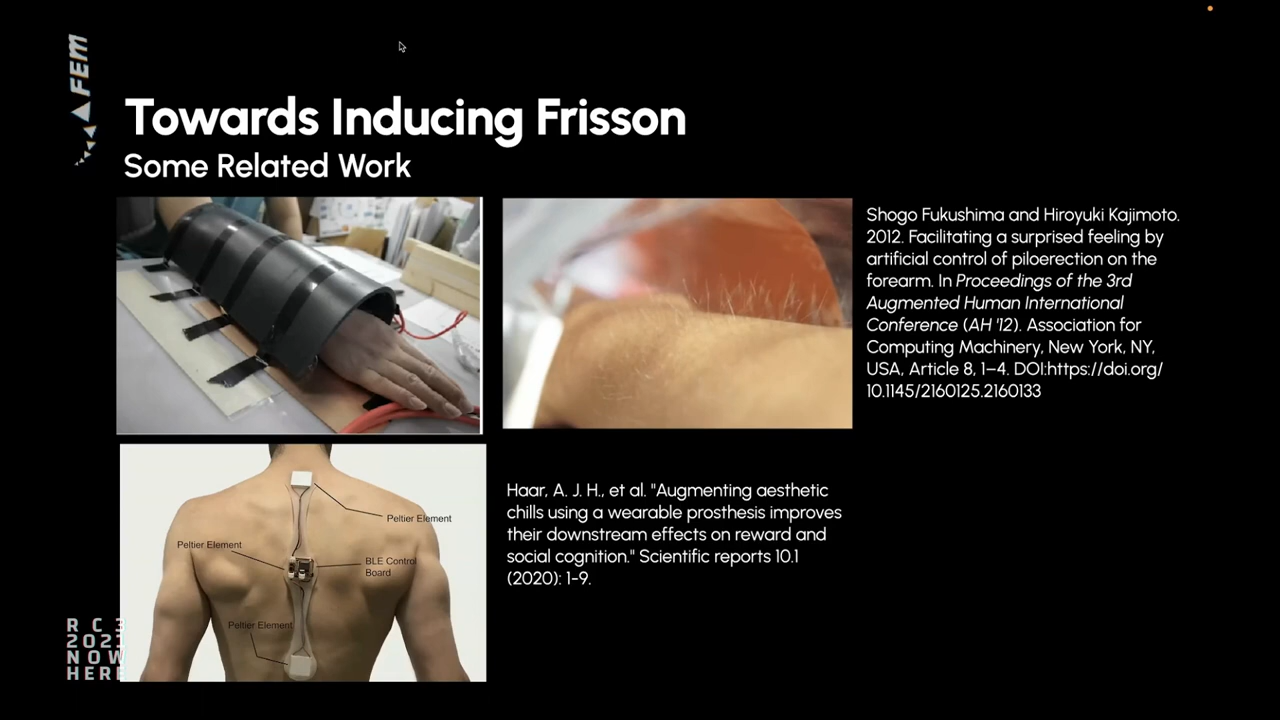 FEM
Towards Inducing Frisson
Some Related Work
Shogo Fukushima and Hiroyuki Kajimoto.
2012. Facilitating a surprised feeling by
artificial control of piloerection on the
forearm. In Proceedings of the 3rd
Augmented Human International
Conference (AH '12). Association for
Computing Machinery, New York, NY,
USA, Article 8, 1–4. DOI:https://doi.org/
10.1145/2160125.2160133
Peltier Element
Peltier Element
BLE Control
Board
Peltier Element
Haar, A. J. H., et al. "Augmenting aesthetic
chills using a wearable prosthesis improves
their downstream effects on reward and
social cognition." Scientific reports 10.1
(2020): 1-9.
RC3
2021
NOW
HERE